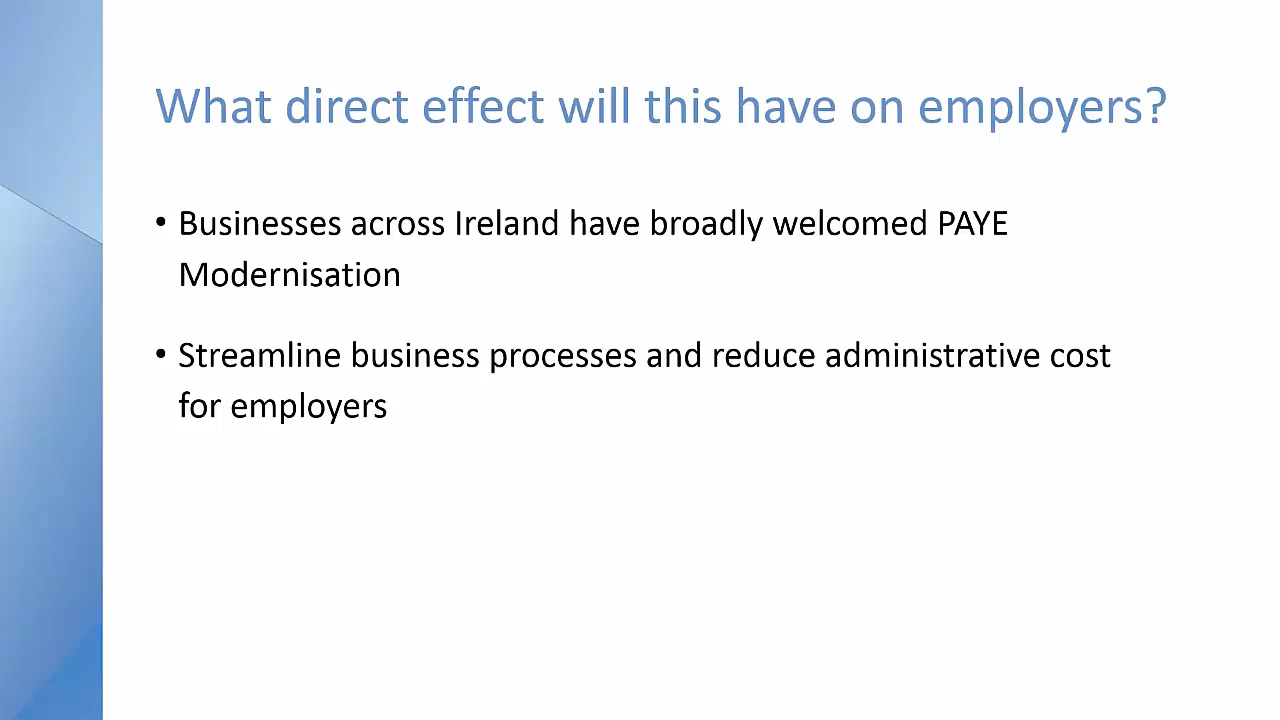 What direct effect will this have on employers?
• Businesses across Ireland have broadly welcomed PAYE
Modernisation
• Streamline business processes and reduce administrative cost
for employers